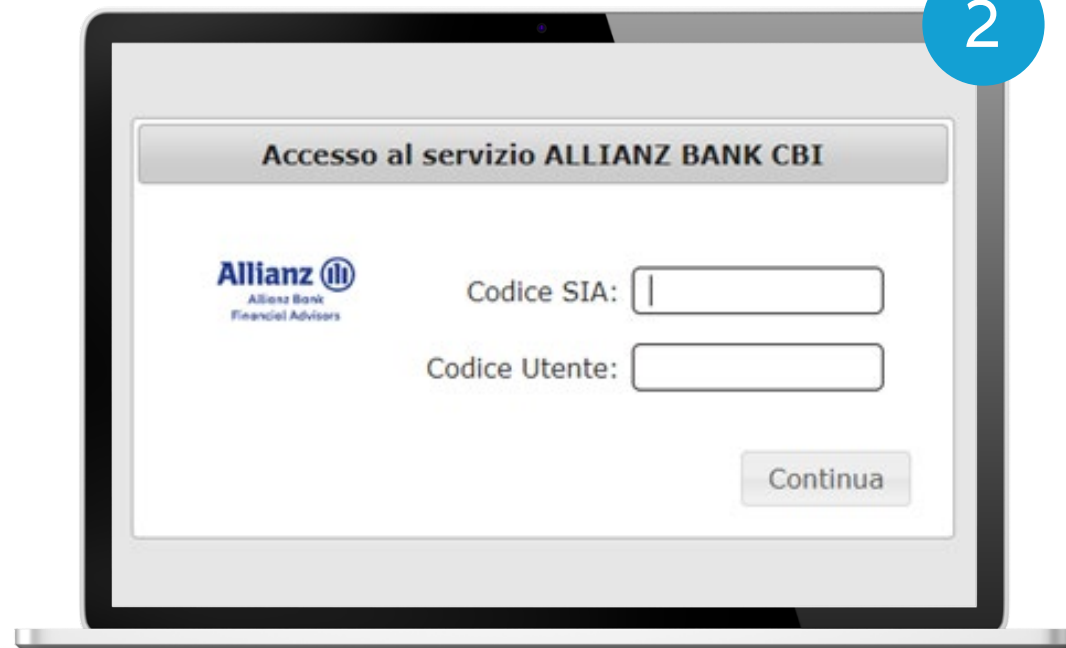 2
Accesso al servizio ALLIANZ BANK CBI
Allianz
Allianz Bank
Financial Advisors
Codice SIA:
Codice Utente:
Continua